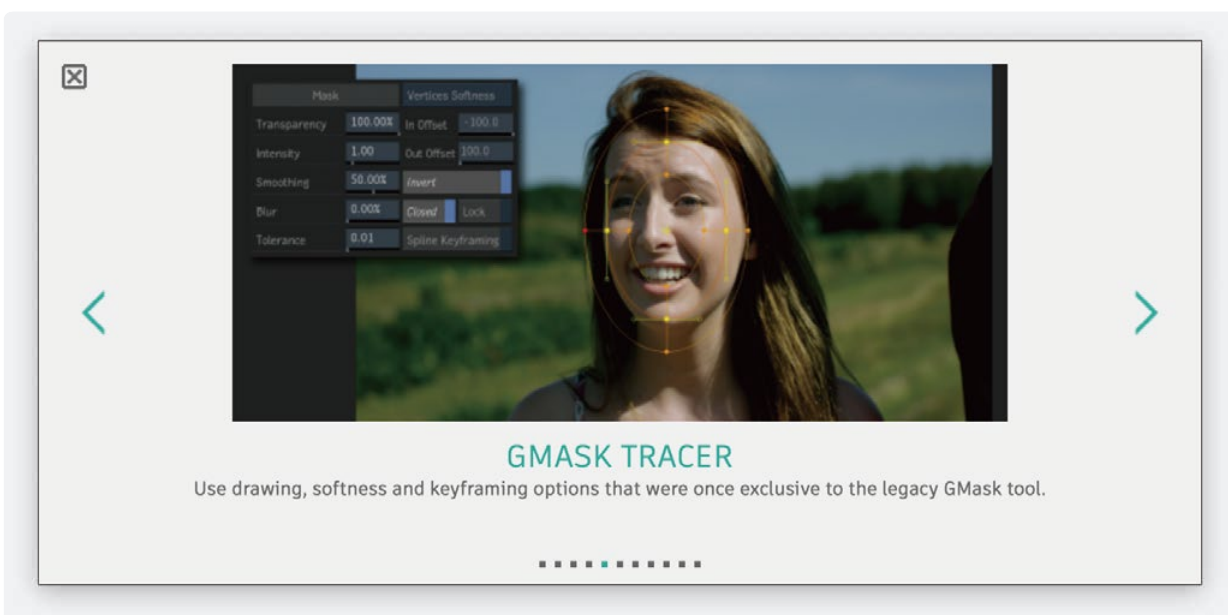 Mask Vertices Softness
Transparency 100.00% In Offset -100.0
Intensity 1.00 Out Offset 100.0
Smoothing 50.00% Invert
Blur 0.00% Closed Lock
Tolerance 0.01 Spline Keyframing
GMASK TRACER
Use drawing, softness and keyframing options that were once exclusive to the legacy GMask tool.